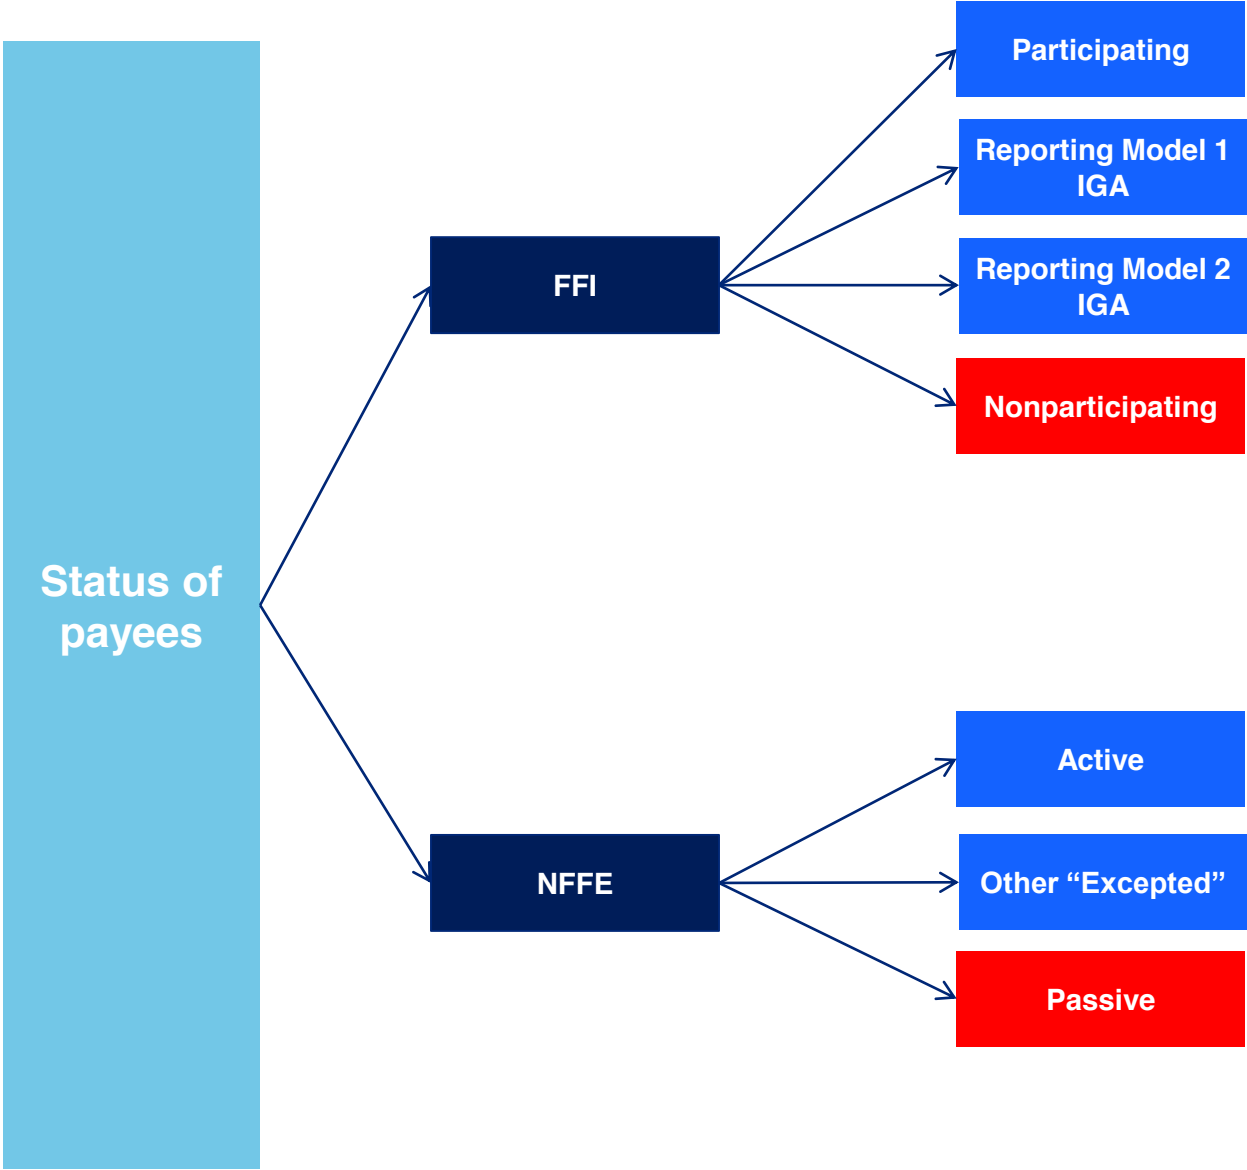 Status of
payees
FFI
Participating
Reporting Model 1
IGA
Reporting Model 2
IGA
Nonparticipating
NFFE
Active
Other “Excepted”
Passive